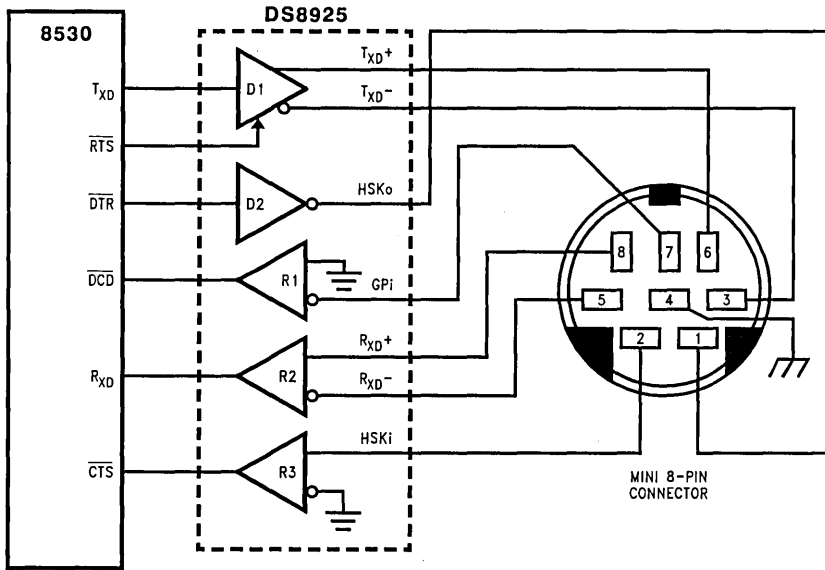 DS8925
8530
TXD+
TXD
D1
TXD-
RTS
DTR
D2
HSKo
DCD
R1
GPi
8
7
6
5
4
3
2
1
RXD
R2
RXD+
RXD-
CTS
R3
HSKi
MINI 8-PIN
CONNECTOR